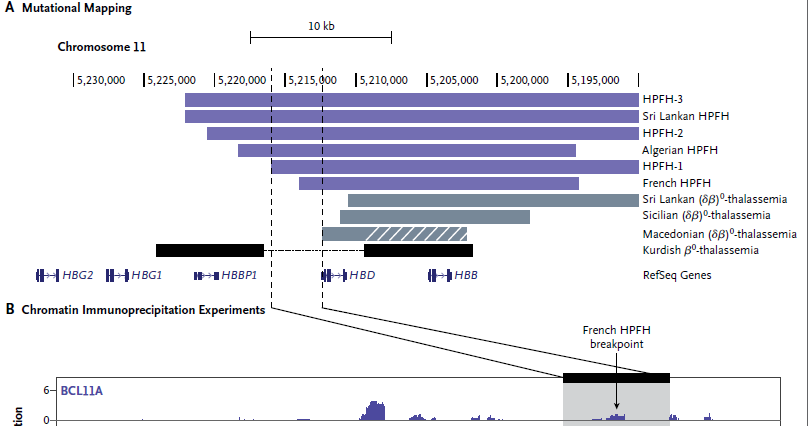 A Mutational Mapping
10 kb
Chromosome 11
5,230,000 5,225,000 5,220,000 5,215,000 5,210,000 5,205,000 5,200,000 5,195,000
HPFH-3
Sri Lankan HPFH
HPFH-2
Algerian HPFH
HPFH-1
French HPFH
Sri Lankan (δβ)⁰-thalassemia
Sicilian (δβ)⁰-thalassemia
Macedonian (δβ)⁰-thalassemia
Kurdish β⁰-thalassemia
HBG2 HBG1 HBBP1 HBD HBB RefSeq Genes
B Chromatin Immunoprecipitation Experiments
French HPFH
breakpoint
BCL11A
6
0
tion